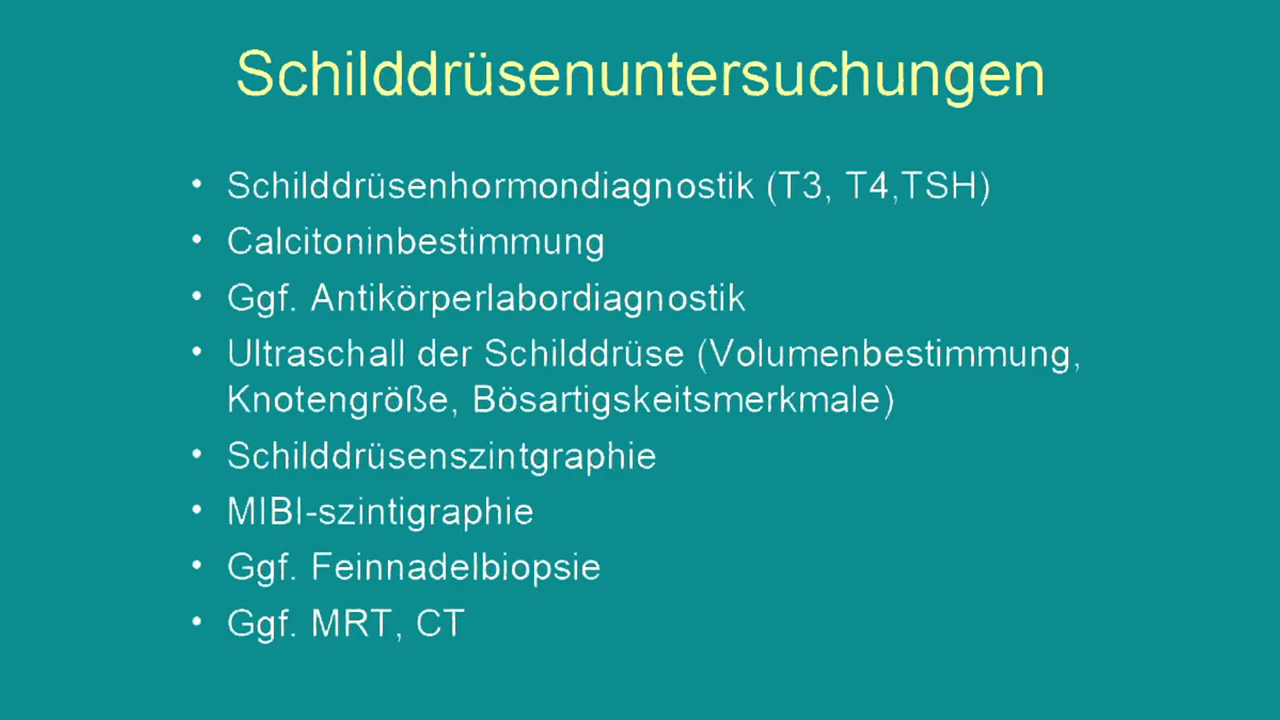 Schilddrüsenuntersuchungen
• Schilddrüsenhormondiagnostik (T3, T4,TSH)
• Calcitoninbestimmung
• Ggf. Antikörperlabordiagnostik
• Ultraschall der Schilddrüse (Volumenbestimmung,
Knotengröße, Bösartigskeitsmerkmale)
• Schilddrüsenszintgraphie
• MIBI-szintigraphie
• Ggf. Feinnadelbiopsie
• Ggf. MRT, CT